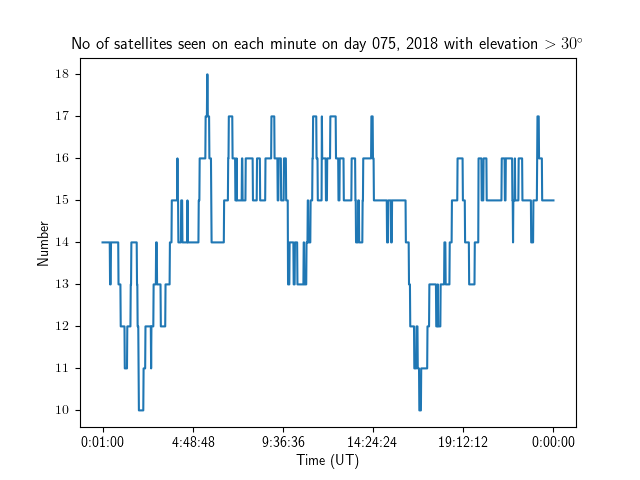 No of satellites seen on each minute on day 075, 2018 with elevation > 30°
18
17
16
15
14
13
12
11
10
Number
0:01:00 4:48:48 9:36:36 14:24:24 19:12:12 0:00:00
Time (UT)